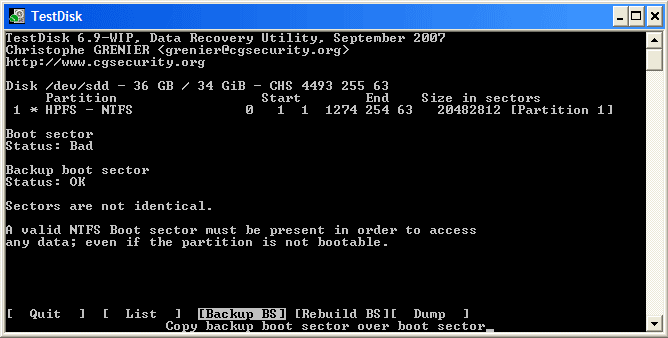 TestDisk
TestDisk 6.9-WIP, Data Recovery Utility, September 2007
Christophe GRENIER <grenier@cgsecurity.org>
http://www.cgsecurity.org
Disk /dev/sdd - 36 GB / 34 GiB - CHS 4493 255 63
Partition Start End Size in sectors
1 * HPFS - NTFS 0 1 1 1274 254 63 20482812 [Partition 1]
Boot sector
Status: Bad
Backup boot sector
Status: OK
Sectors are not identical.
A valid NTFS Boot sector must be present in order to access
any data; even if the partition is not bootable.
[ Quit ] [ List ] [Backup BS] [Rebuild BS][ Dump ]
Copy backup boot sector over boot sector_